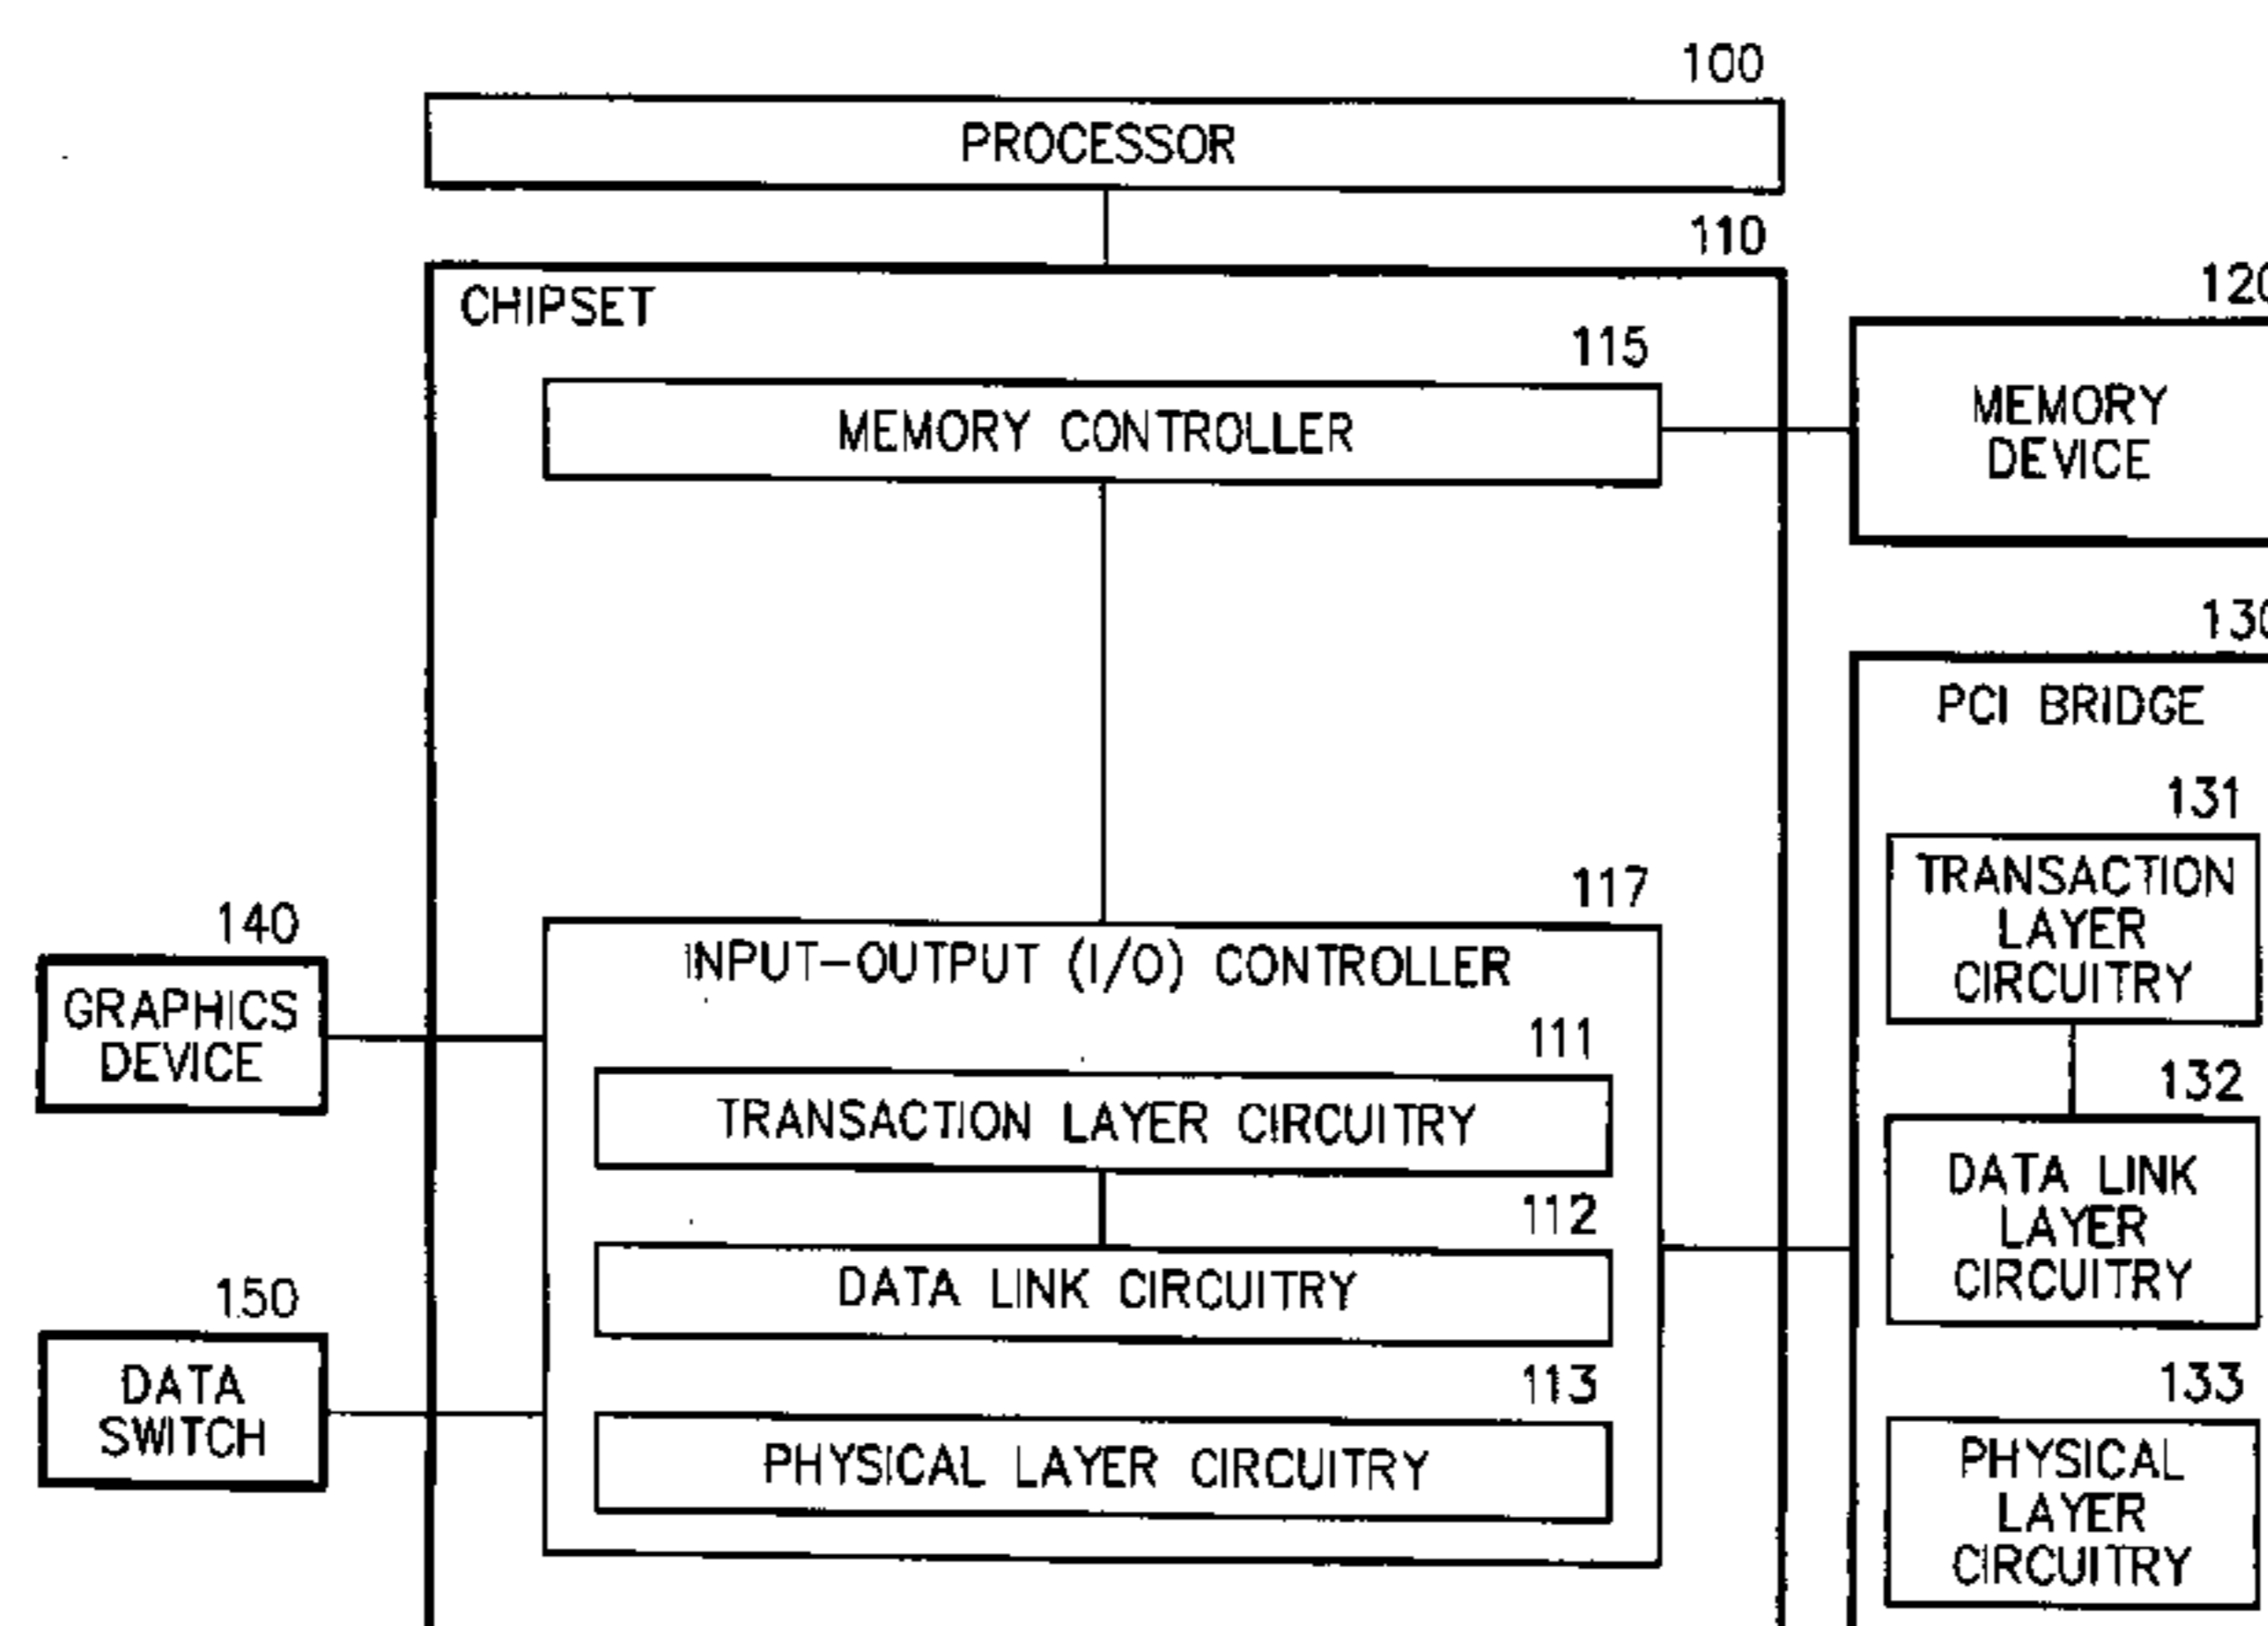 100
PROCESSOR
110
CHIPSET
115
MEMORY CONTROLLER
120
MEMORY
DEVICE
130
PCI BRIDGE
131
TRANSACTION
LAYER
CIRCUITRY
132
DATA LINK
LAYER
CIRCUITRY
133
PHYSICAL
LAYER
CIRCUITRY
117
INPUT-OUTPUT (I/O) CONTROLLER
111
TRANSACTION LAYER CIRCUITRY
112
DATA LINK CIRCUITRY
113
PHYSICAL LAYER CIRCUITRY
140
GRAPHICS
DEVICE
150
DATA
SWITCH